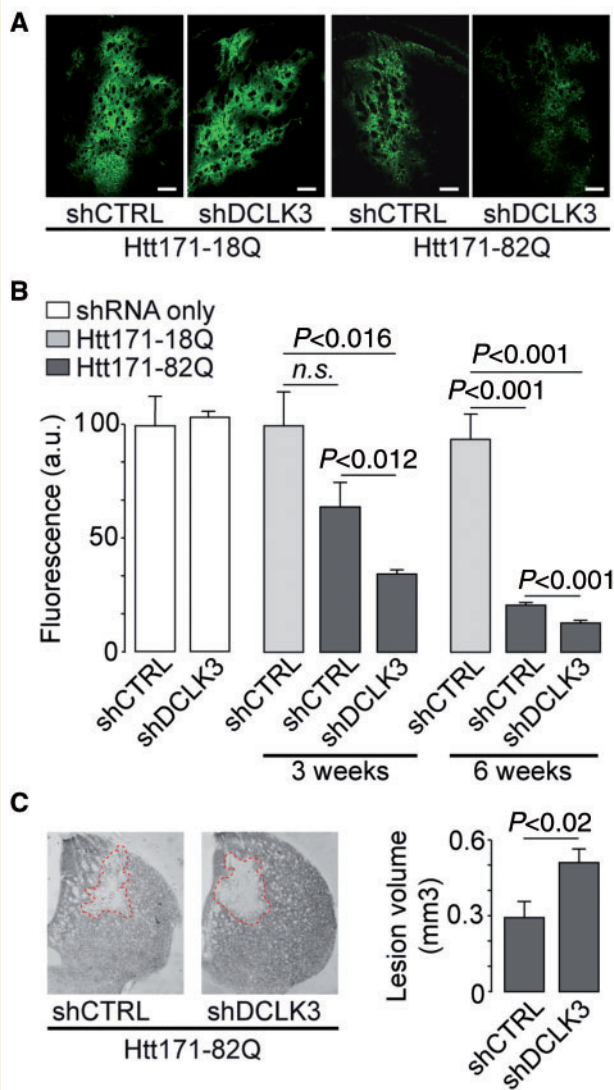 A
shCTRL shDCLK3 shCTRL shDCLK3
Htt171-18Q Htt171-82Q
B
shRNA only
Htt171-18Q
Htt171-82Q
P<0.016
n.s.
P<0.012
P<0.001
P<0.001
P<0.001
Fluorescence (a.u.)
100
50
0
shCTRL
shDCLK3
shCTRL
shCTRL
shDCLK3
shCTRL
shCTRL
shDCLK3
3 weeks
6 weeks
C
shCTRL shDCLK3
Htt171-82Q
P<0.02
Lesion volume
(mm3)
0.6
0.3
0
shCTRL
shDCLK3